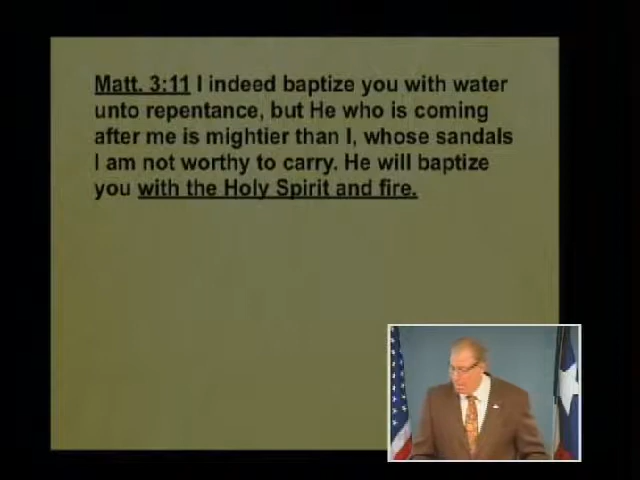 Matt. 3:11 I indeed baptize you with water
unto repentance, but He who is coming
after me is mightier than I, whose sandals
I am not worthy to carry. He will baptize
you with the Holy Spirit and fire.